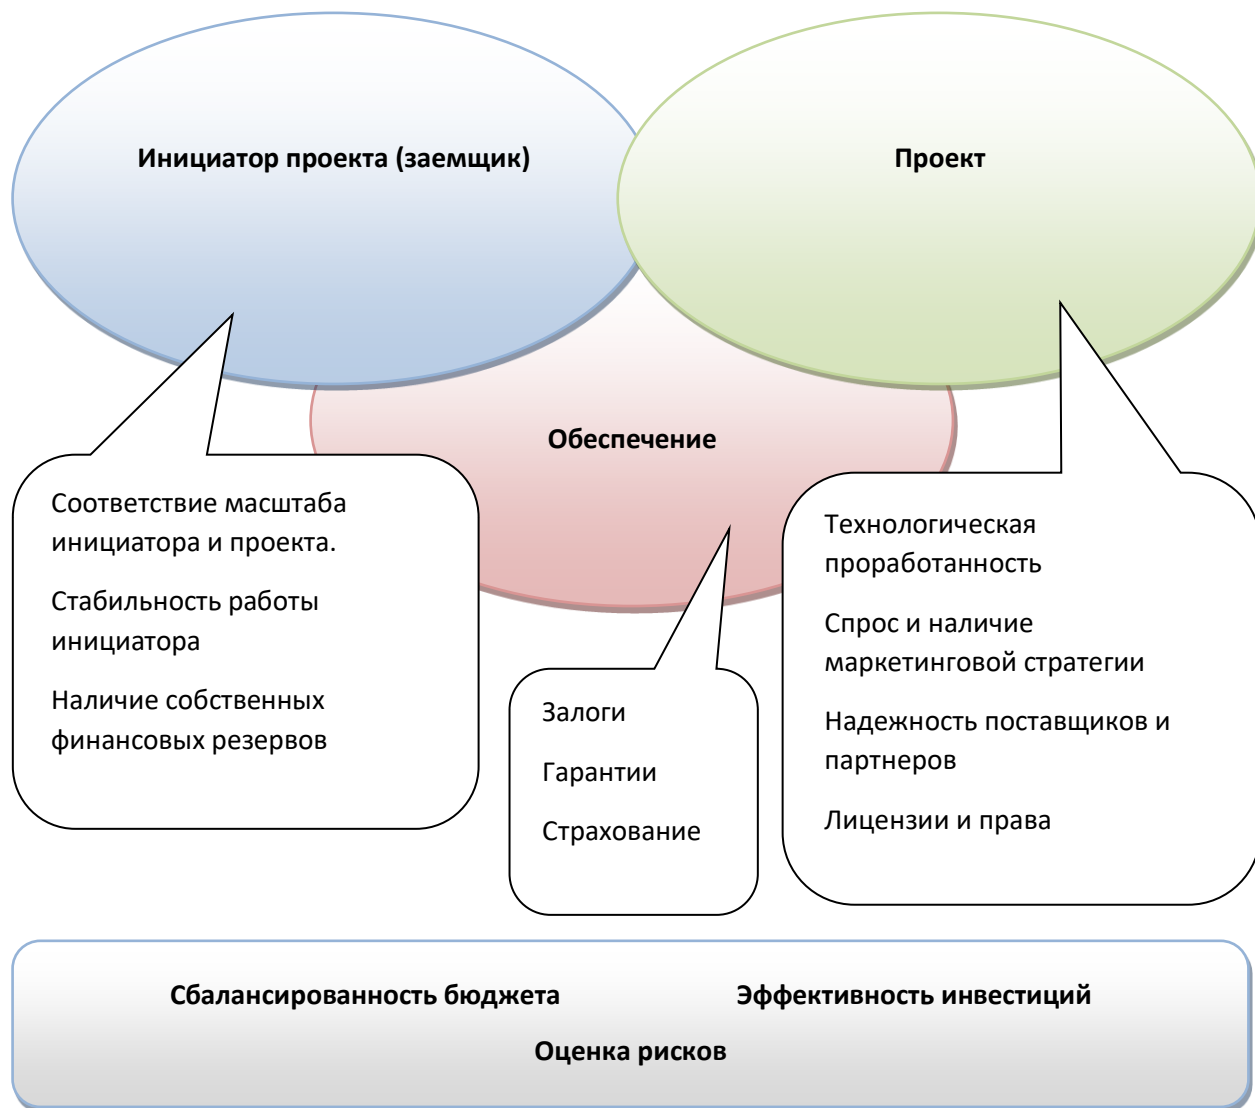 Инициатор проекта (заемщик)
Проект
Обеспечение
Соответствие масштаба
инициатора и проекта.
Стабильность работы
инициатора
Наличие собственных
финансовых резервов
Залоги
Гарантии
Страхование
Технологическая
проработанность
Спрос и наличие
маркетинговой стратегии
Надежность поставщиков и
партнеров
Лицензии и права
Сбалансированность бюджета
Эффективность инвестиций
Оценка рисков